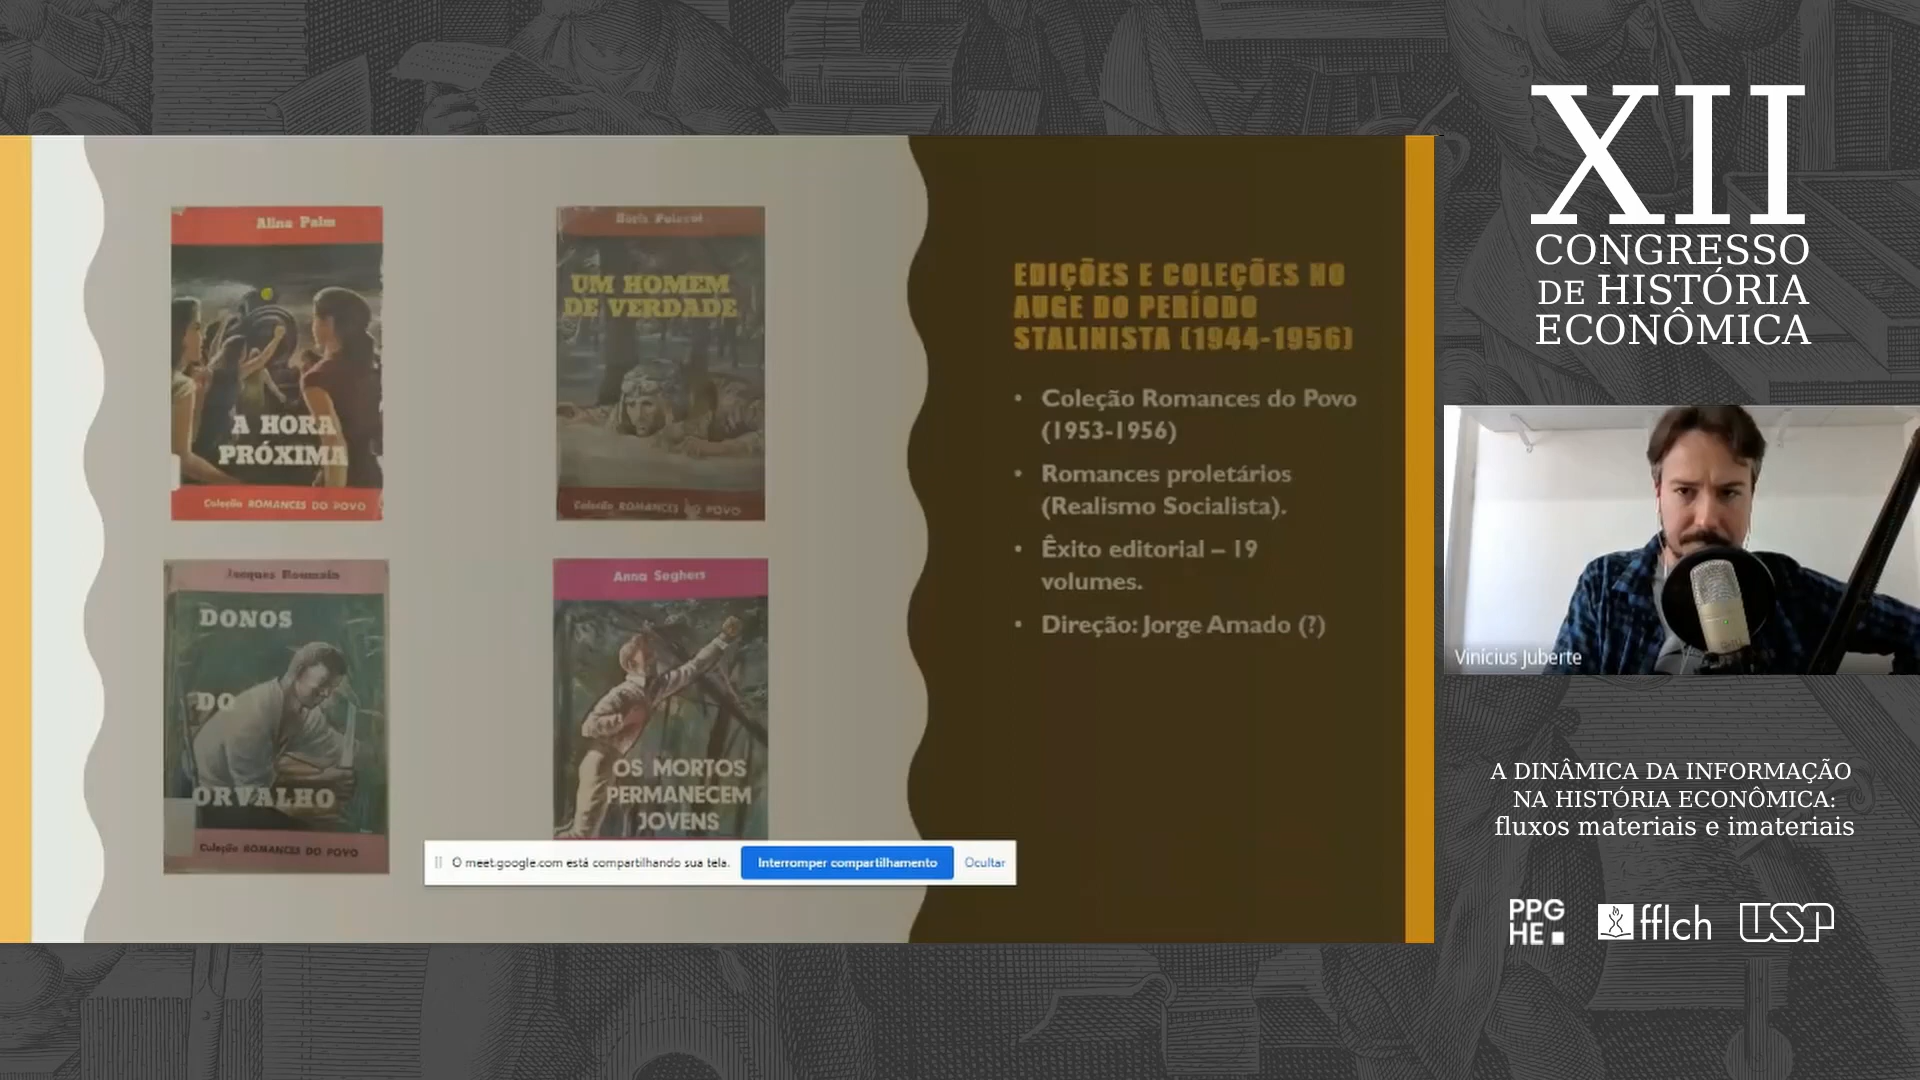 Alina Paim
A HORA
PRÓXIMA
Coleção ROMANCES DO POVO
Boris Polevoi
UM HOMEM
DE VERDADE
Coleção ROMANCES DO POVO
Jacques Roumain
DONOS
DO
ORVALHO
Coleção ROMANCES DO POVO
Anna Seghers
OS MORTOS
PERMANECEM
JOVENS
EDIÇÕES E COLEÇÕES NO
AUGE DO PERÍODO
STALINISTA (1944-1956)
• Coleção Romances do Povo
(1953-1956)
• Romances proletários
(Realismo Socialista).
• Êxito editorial – 19
volumes.
• Direção: Jorge Amado (?)
O meet.google.com está compartilhando sua tela. Interromper compartilhamento Ocultar
XII
CONGRESSO
DE HISTÓRIA
ECONÔMICA
Vinícius Juberte
A DINÂMICA DA INFORMAÇÃO
NA HISTÓRIA ECONÔMICA:
fluxos materiais e imateriais
PPG
HE
fflch
USP